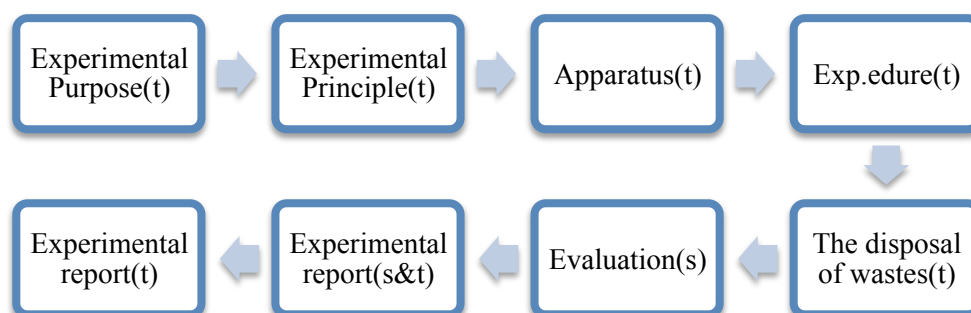 Experimental
Purpose(t)
Experimental
Principle(t)
Apparatus(t)
Exp.edure(t)
Experimental
report(t)
Experimental
report(s&t)
Evaluation(s)
The disposal
of wastes(t)